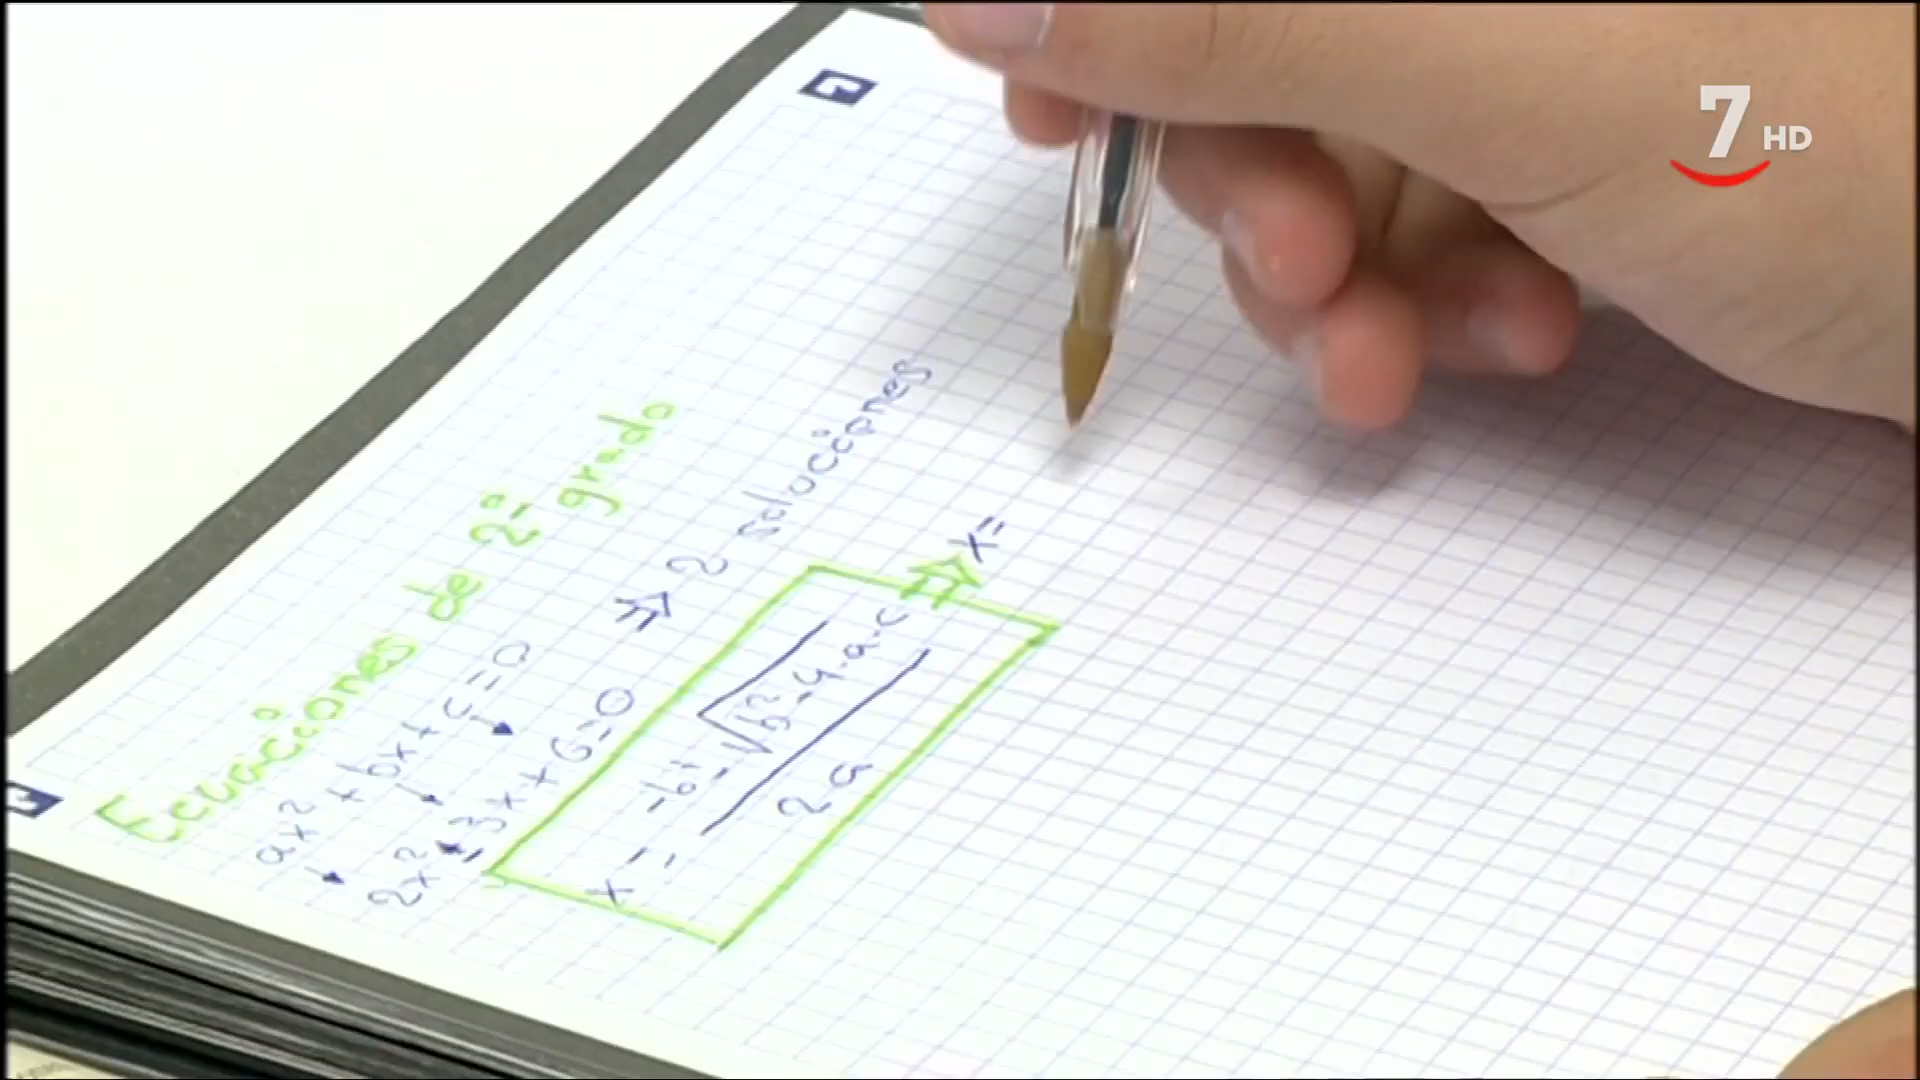 Ecuaciones de 2º grado
ax² + bx + c = 0
2x² + 3x + 6 = 0 ⇒ 2 soluciones
x = -b ± √b² - 4·a·c / 2a ⇒ x =
7 HD